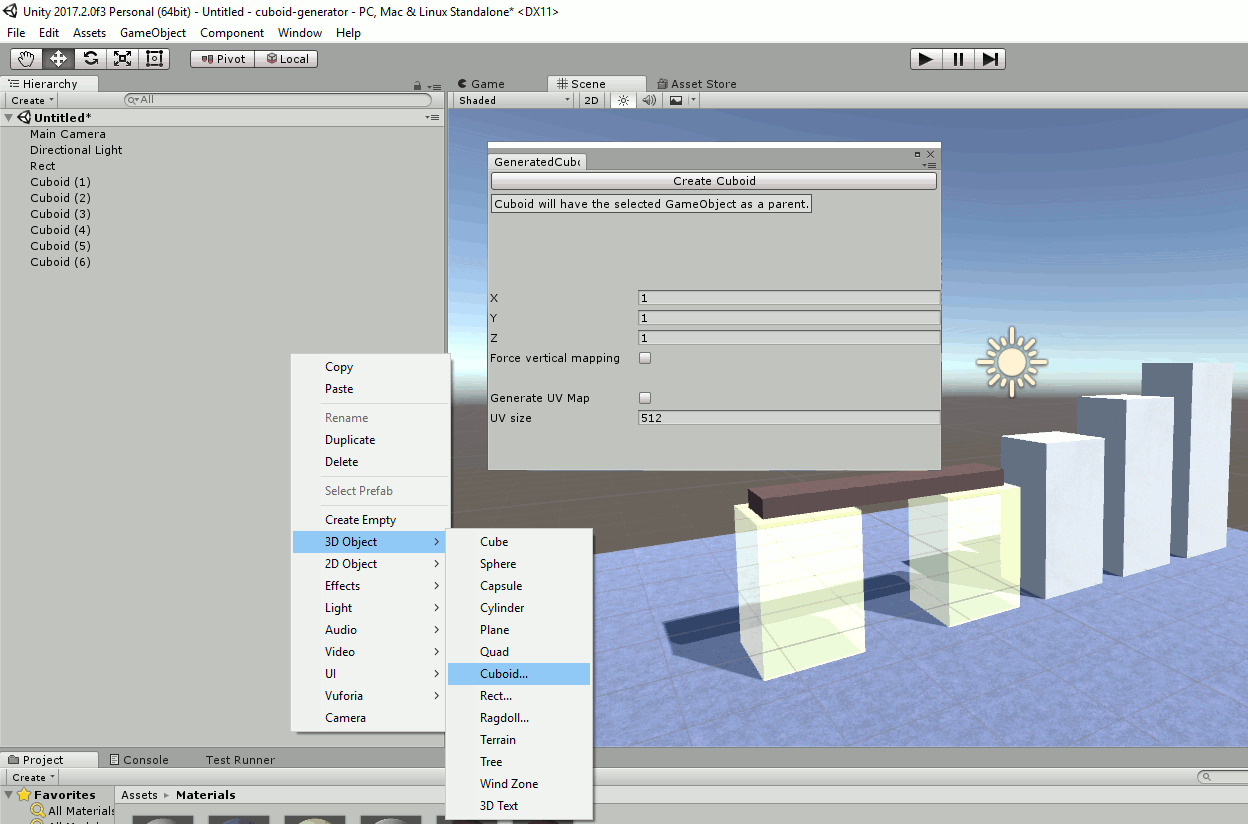 Unity 2017.2.0f3 Personal (64bit) - Untitled - cuboid-generator - PC, Mac & Linux Standalone* <DX11>
File Edit Assets GameObject Component Window Help
Pivot Local
Hierarchy
Create All
Untitled*
Main Camera
Directional Light
Rect
Cuboid (1)
Cuboid (2)
Cuboid (3)
Cuboid (4)
Cuboid (5)
Cuboid (6)
Game Scene Asset Store
Shaded 2D
GeneratedCubo
Create Cuboid
Cuboid will have the selected GameObject as a parent.
X 1
Y 1
Z 1
Force vertical mapping
Generate UV Map
UV size 512
Copy
Paste
Rename
Duplicate
Delete
Select Prefab
Create Empty
3D Object
2D Object
Effects
Light
Audio
Video
UI
Vuforia
Camera
Cube
Sphere
Capsule
Cylinder
Plane
Quad
Cuboid...
Rect...
Ragdoll...
Terrain
Tree
Wind Zone
3D Text
Project Console Test Runner
Create
Favorites
All Materials
Assets Materials